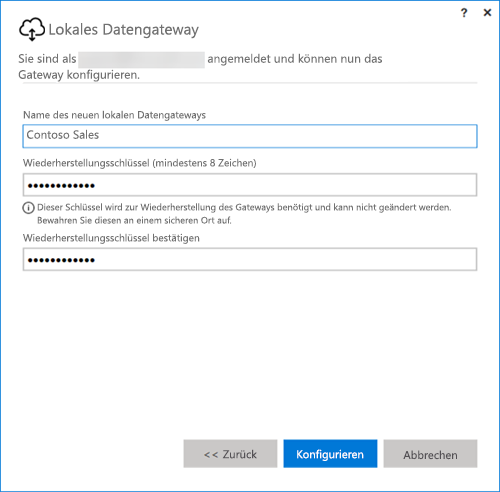 ? ×
Lokales Datengateway
Sie sind als angemeldet und können nun das
Gateway konfigurieren.
Name des neuen lokalen Datengateways
Contoso Sales
Wiederherstellungsschlüssel (mindestens 8 Zeichen)
••••••••••••
Dieser Schlüssel wird zur Wiederherstellung des Gateways benötigt und kann nicht geändert werden.
Bewahren Sie diesen an einem sicheren Ort auf.
Wiederherstellungsschlüssel bestätigen
••••••••••••
<< Zurück
Konfigurieren
Abbrechen